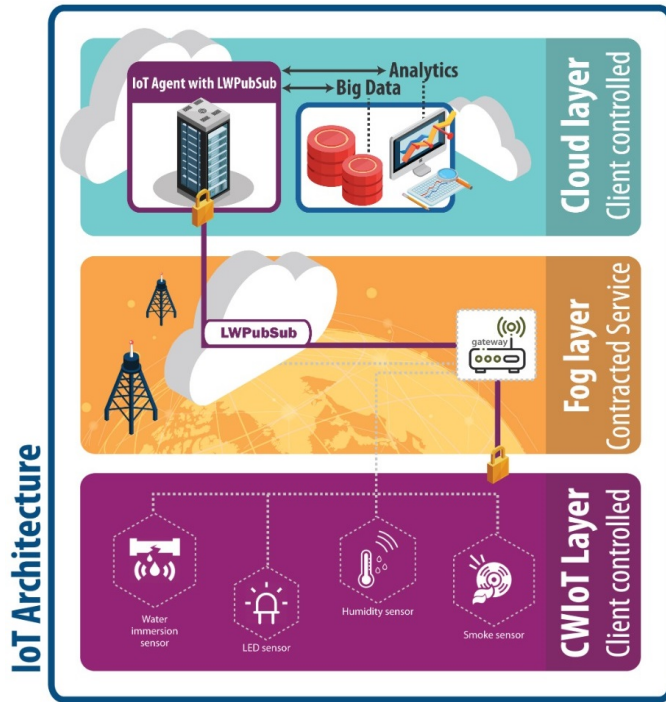 IoT Architecture
IoT Agent with LWPubSub
Analytics
Big Data
Cloud layer
Client controlled
LWPubSub
gateway
Fog layer
Contracted Service
Water
immersion
sensor
LED sensor
Humidity sensor
Smoke sensor
CWIoT Layer
Client controlled